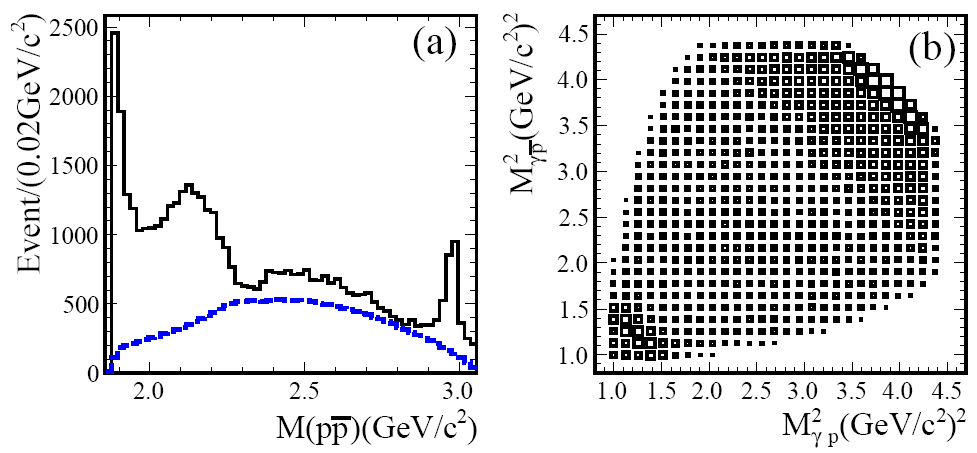 (a)
Event/(0.02GeV/c²)
2500
2000
1500
1000
500
0
2.0 2.5 3.0
M(pp̅)(GeV/c²)
(b)
M²γp̅(GeV/c²)²
4.5
4.0
3.5
3.0
2.5
2.0
1.5
1.0
1.0 1.5 2.0 2.5 3.0 3.5 4.0 4.5
M²γ p(GeV/c²)²